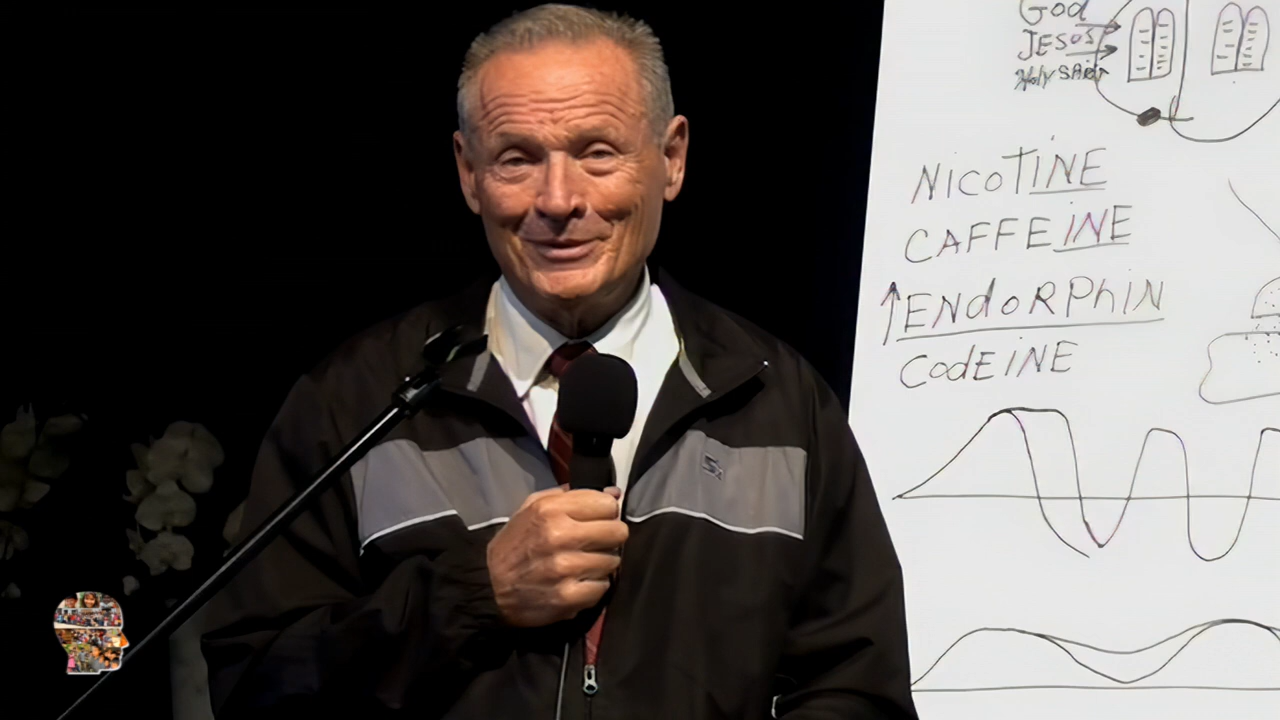 GOD
JESUS
Holy SPIRIT
NICOTINE
CAFFEINE
ENDORPHIN
CODEINE